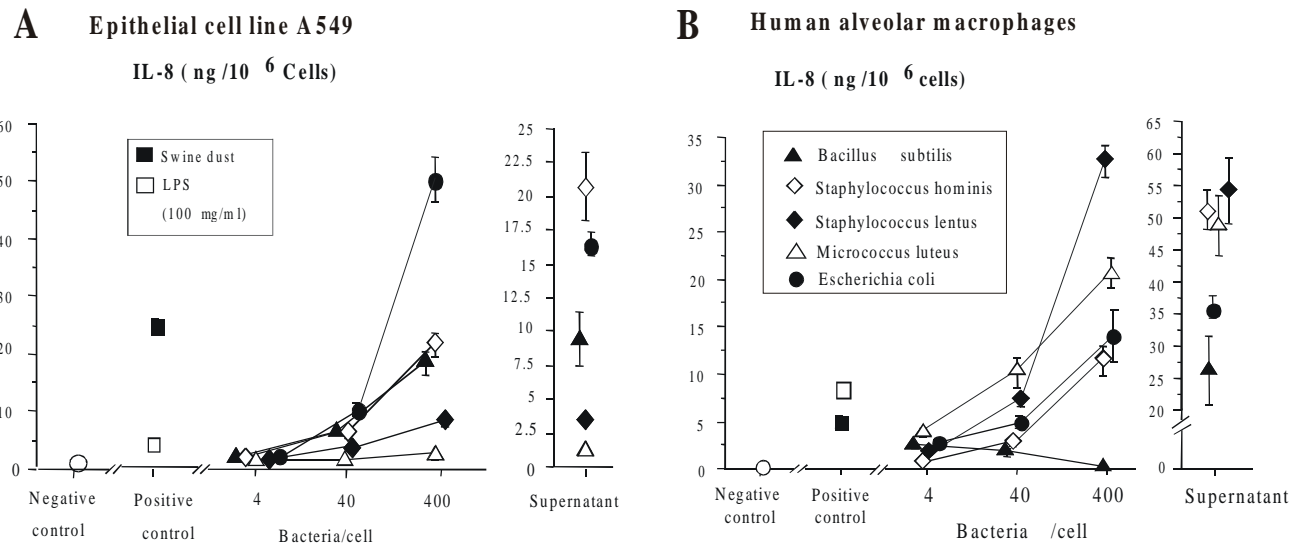 A Epithelial cell line A549
IL-8 ( ng /10 6 Cells)
60
50
40
30
20
10
0
Swine dust
LPS
(100 mg/ml)
Negative control
Positive control
4 40 400
Bacteria/cell
25
22.5
20
17.5
15
12.5
10
7.5
5
2.5
0
Supernatant
B Human alveolar macrophages
IL-8 ( ng /10 6 cells)
35
30
25
20
15
10
5
0
Bacillus subtilis
Staphylococcus hominis
Staphylococcus lentus
Micrococcus luteus
Escherichia coli
Negative control
Positive control
4 40 400
Bacteria /cell
65
60
55
50
45
40
35
30
25
20
0
Supernatant